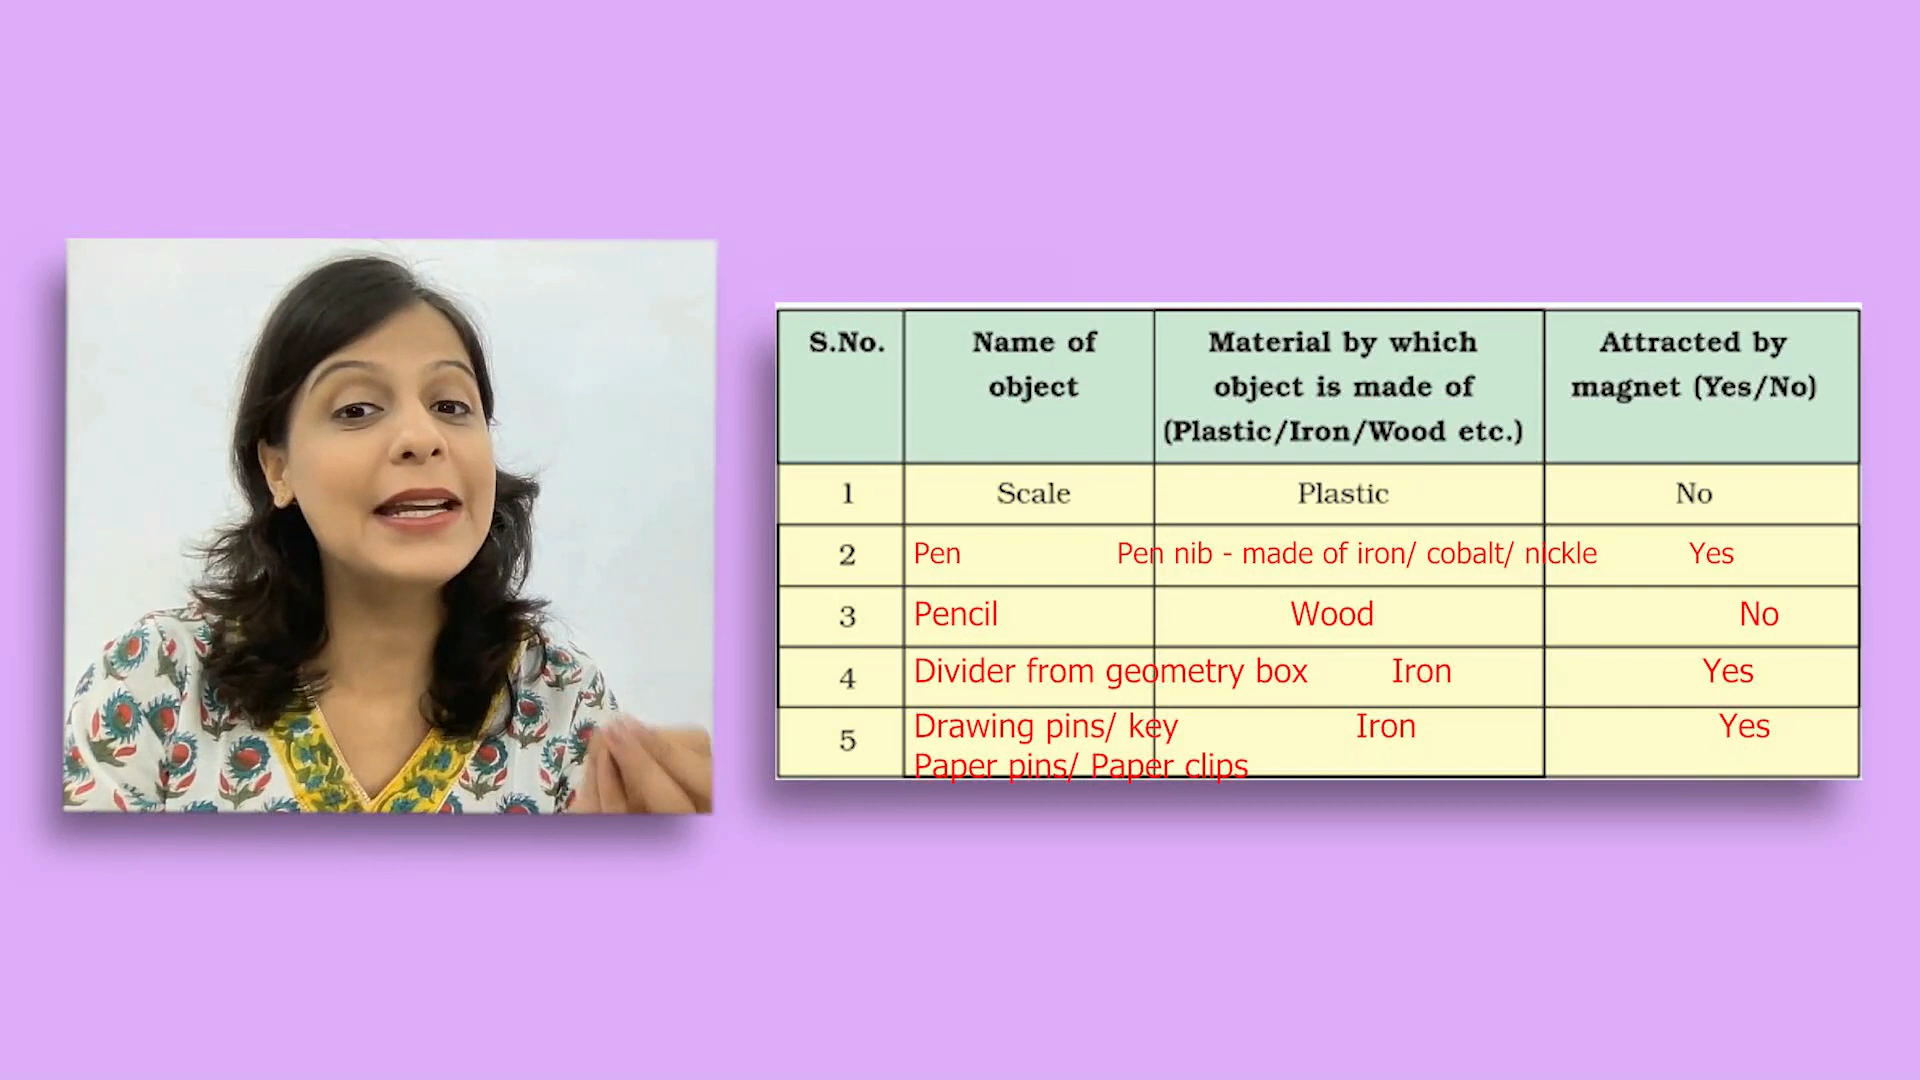 S.No. Name of object Material by which object is made of (Plastic/Iron/Wood etc.) Attracted by magnet (Yes/No)
1 Scale Plastic No
2 Pen Pen nib - made of iron/ cobalt/ nickle Yes
3 Pencil Wood No
4 Divider from geometry box Iron Yes
5 Drawing pins/ key Iron Yes
Paper pins/ Paper clips